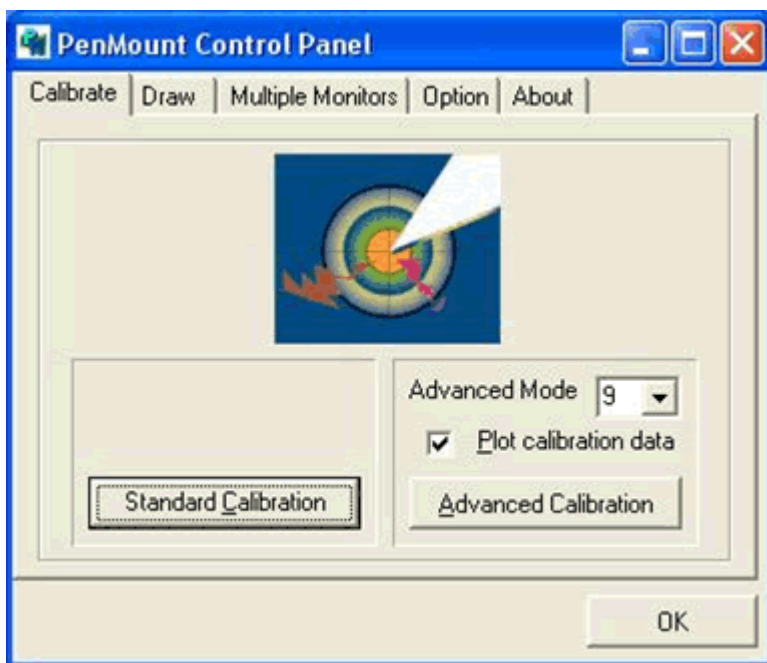 PenMount Control Panel
Calibrate Draw Multiple Monitors Option About
Advanced Mode 9
Plot calibration data
Standard Calibration Advanced Calibration
OK